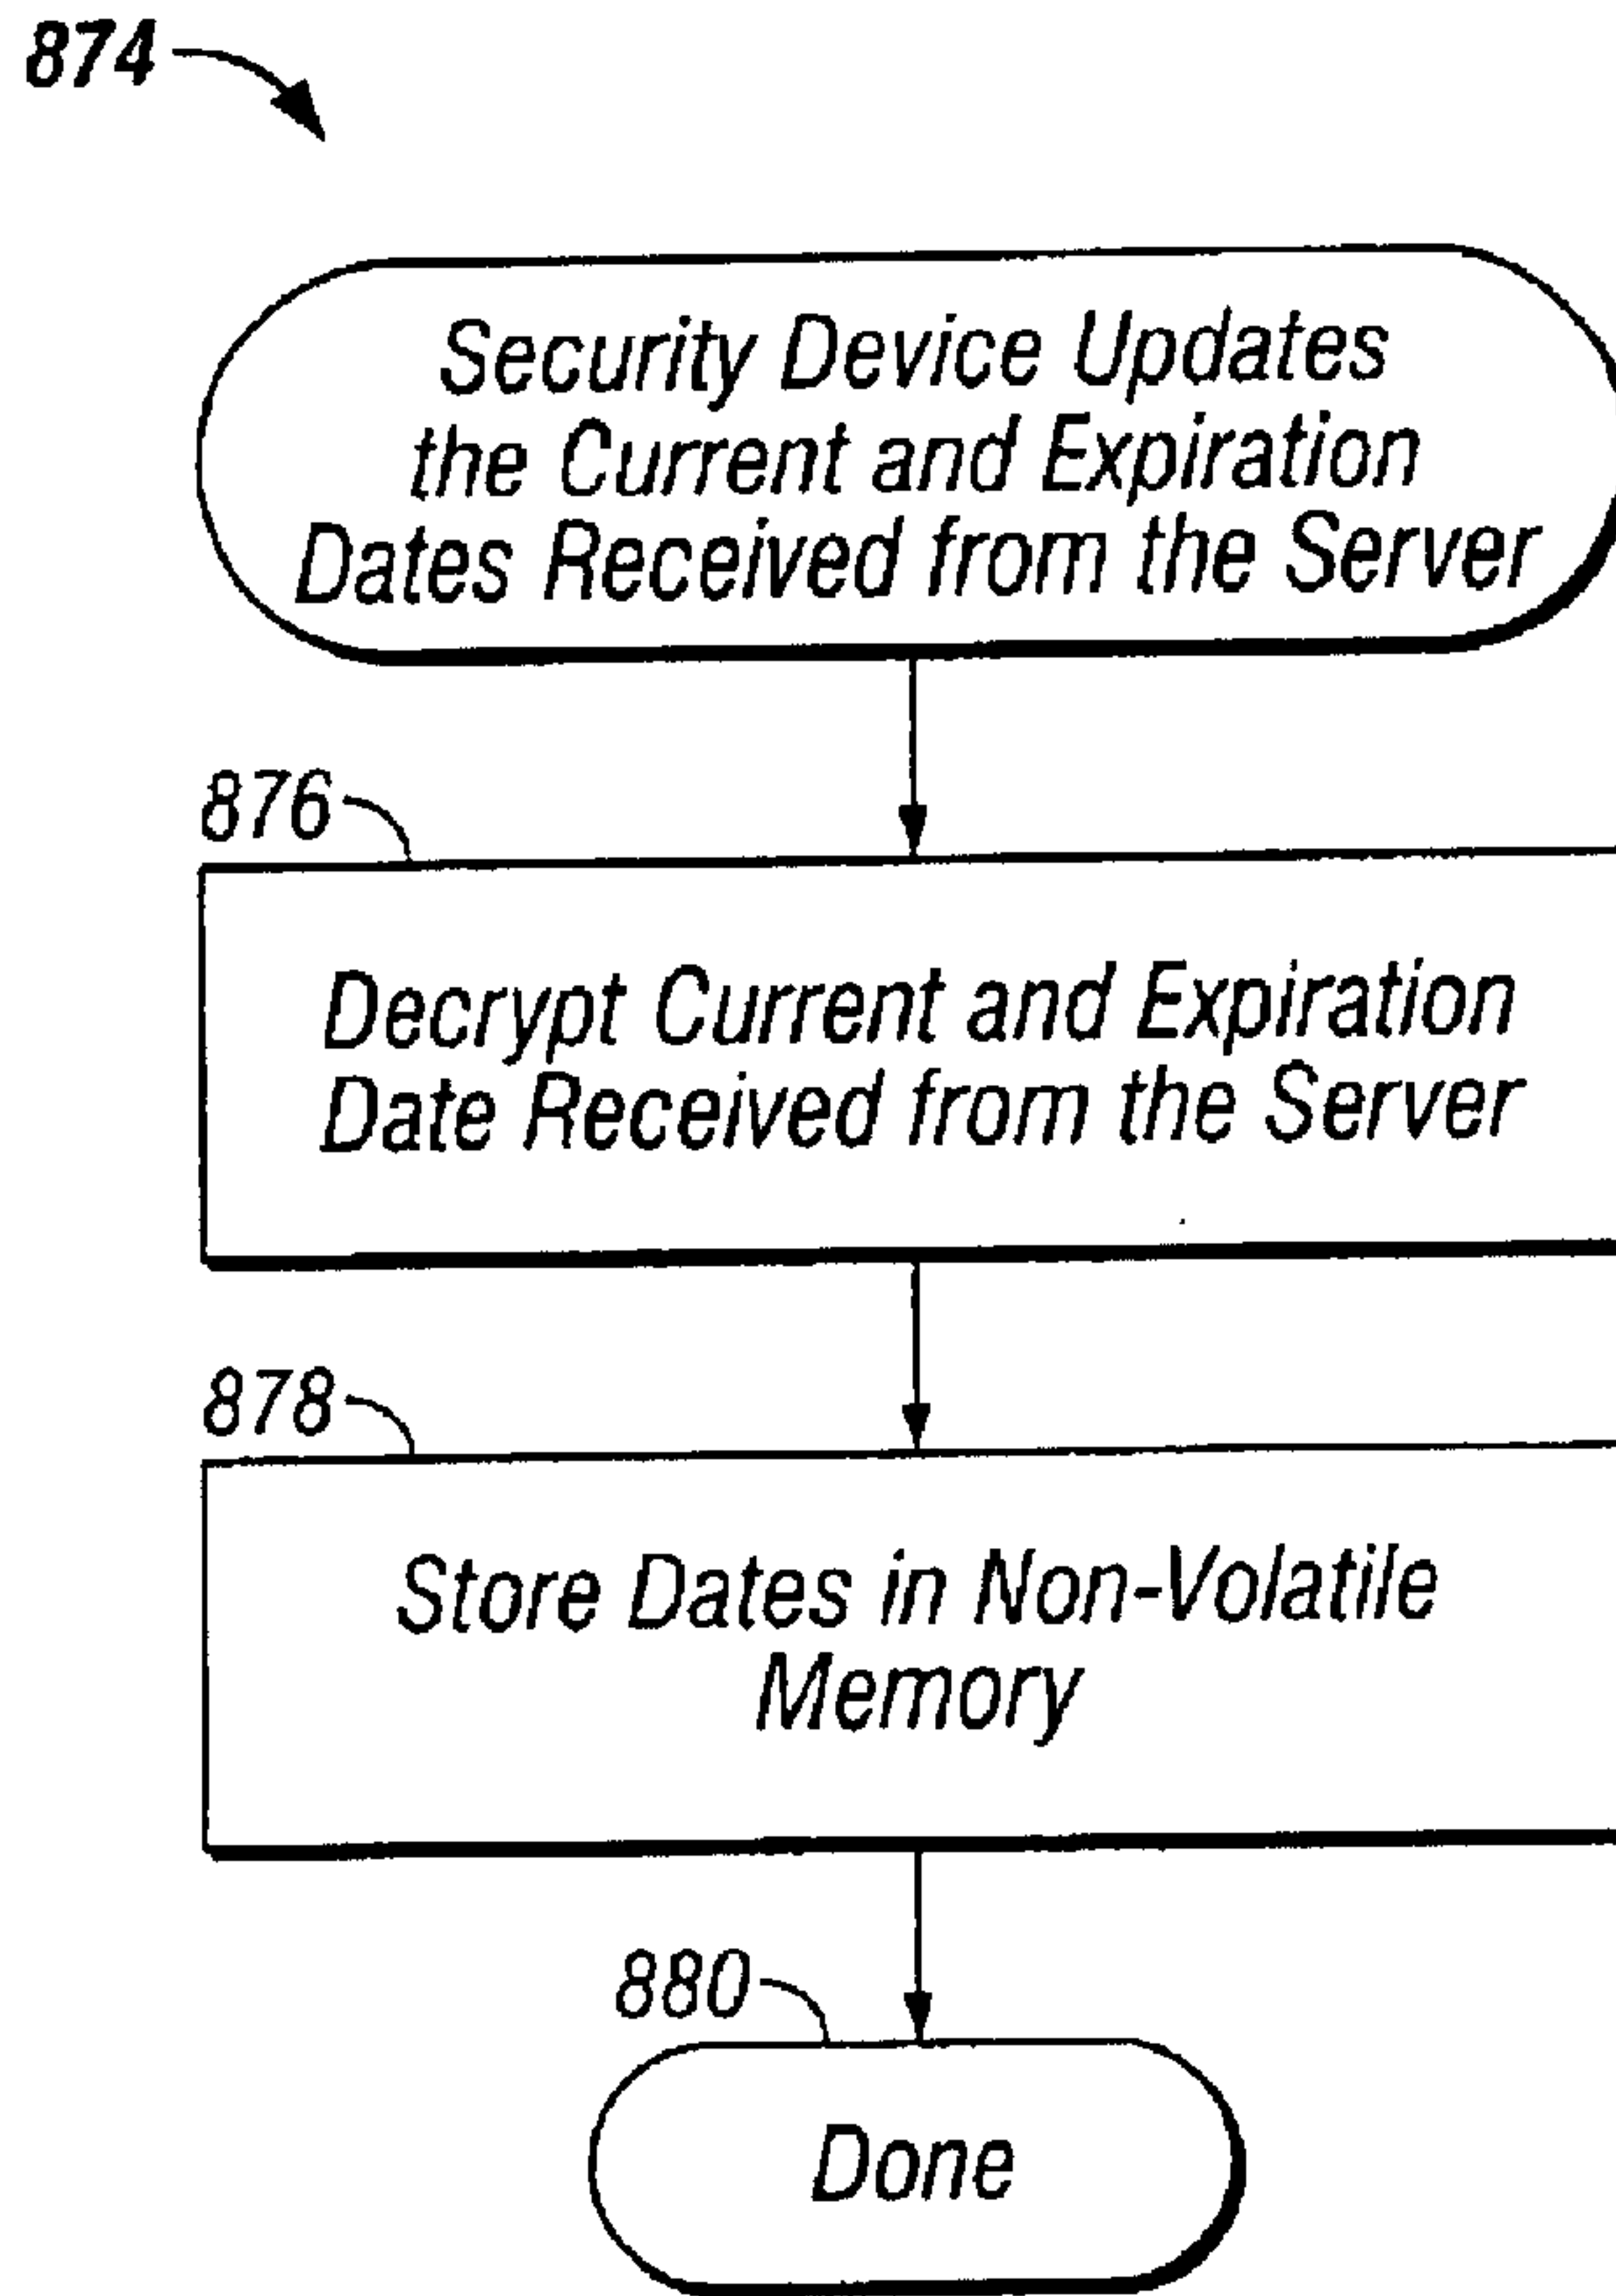 874
Security Device Updates
the Current and Expiration
Dates Received from the Server
876
Decrypt Current and Expiration
Date Received from the Server
878
Store Dates in Non-Volatile
Memory
880
Done